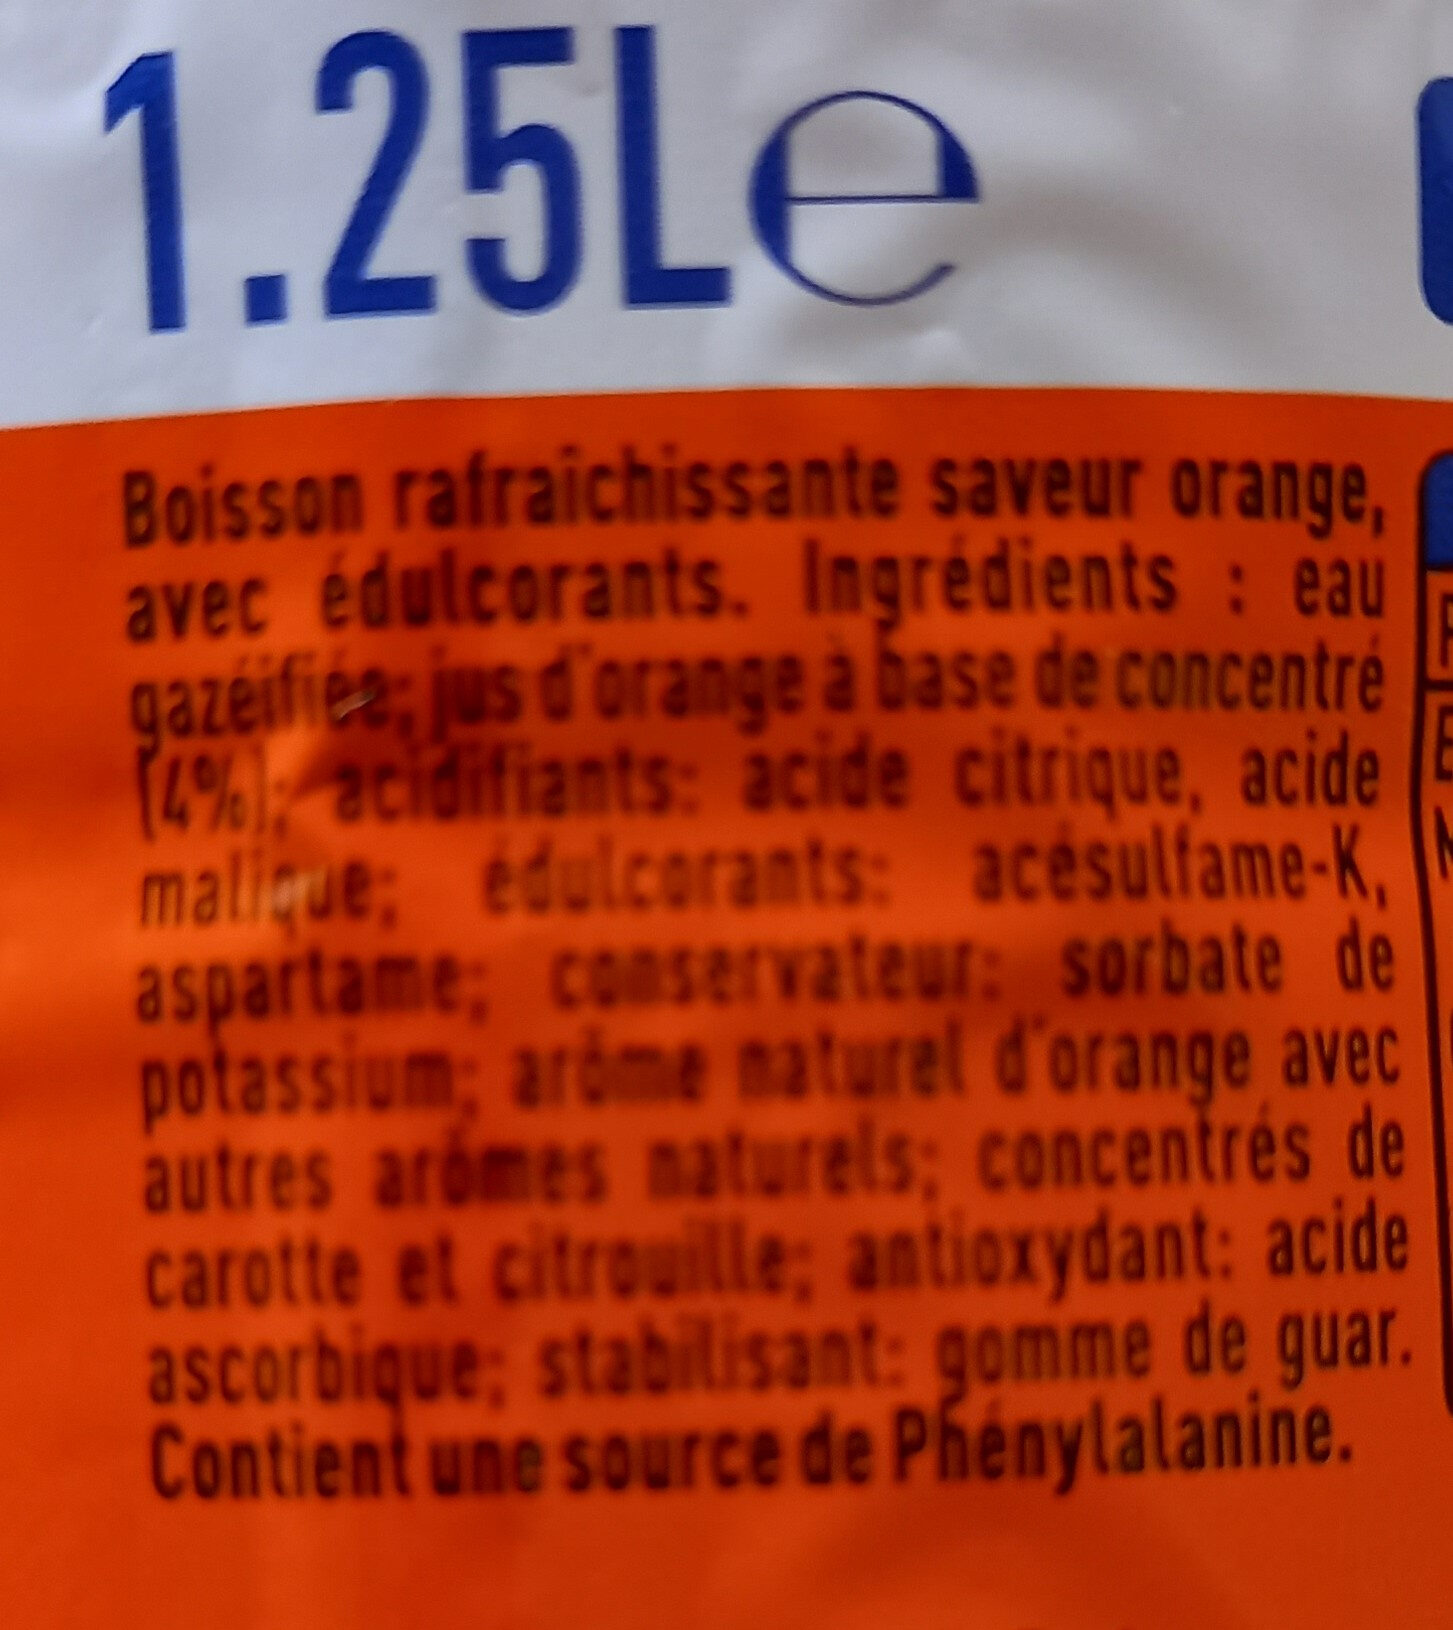 1.25L e
Boisson rafraîchissante saveur orange,
avec édulcorants. Ingrédients : eau
gazéifiée; jus d'orange à base de concentré
(4%); acidifiants: acide citrique, acide
malique; édulcorants: acésulfame-K,
aspartame; conservateur: sorbate de
potassium; arôme naturel d'orange avec
autres arômes naturels; concentrés de
carotte et citrouille; antioxydant: acide
ascorbique; stabilisant: gomme de guar.
Contient une source de Phénylalanine.